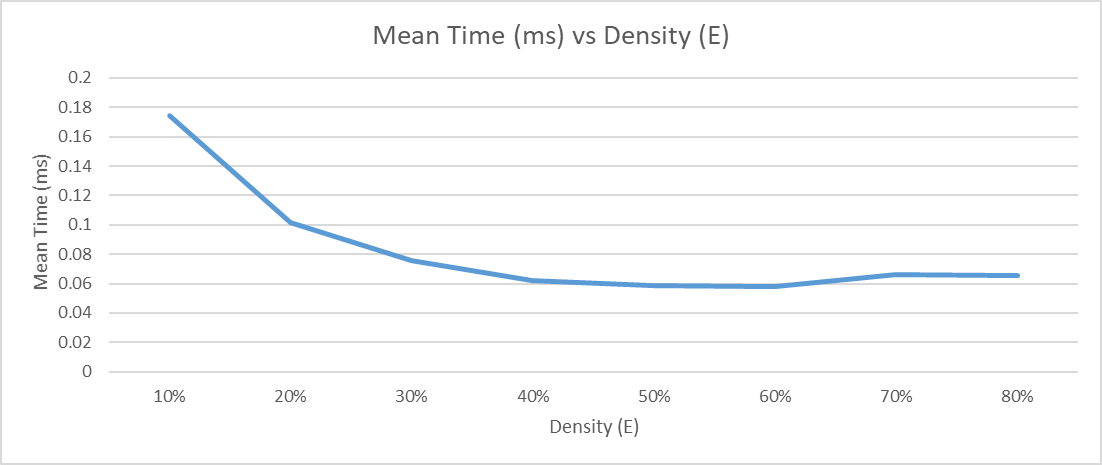 Mean Time (ms) vs Density (E)
Mean Time (ms)
0.2
0.18
0.16
0.14
0.12
0.1
0.08
0.06
0.04
0.02
0
10% 20% 30% 40% 50% 60% 70% 80%
Density (E)